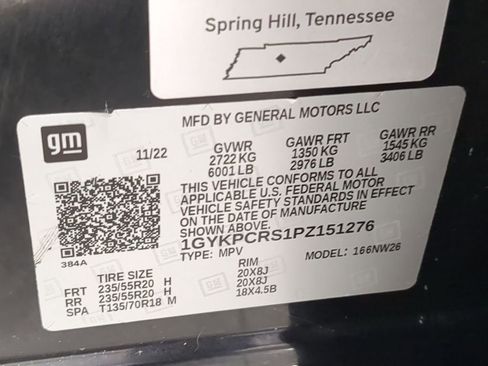 Spring Hill, Tennessee
MFD BY GENERAL MOTORS LLC
gm
11/22 GVWR GAWR FRT GAWR RR
2722 KG 1350 KG 1545 KG
6001 LB 2976 LB 3406 LB
THIS VEHICLE CONFORMS TO ALL
APPLICABLE U.S. FEDERAL MOTOR
VEHICLE SAFETY STANDARDS IN EFFECT
ON THE DATE OF MANUFACTURE
SHOWN ABOVE.
1GYKPCRS1PZ151276
384A
TYPE: MPV MODEL: 166NW26
TIRE SIZE RIM
FRT 235/55R20 H 20X8J
RR 235/55R20 H 20X8J
SPA T135/70R18 M 18X4.5B